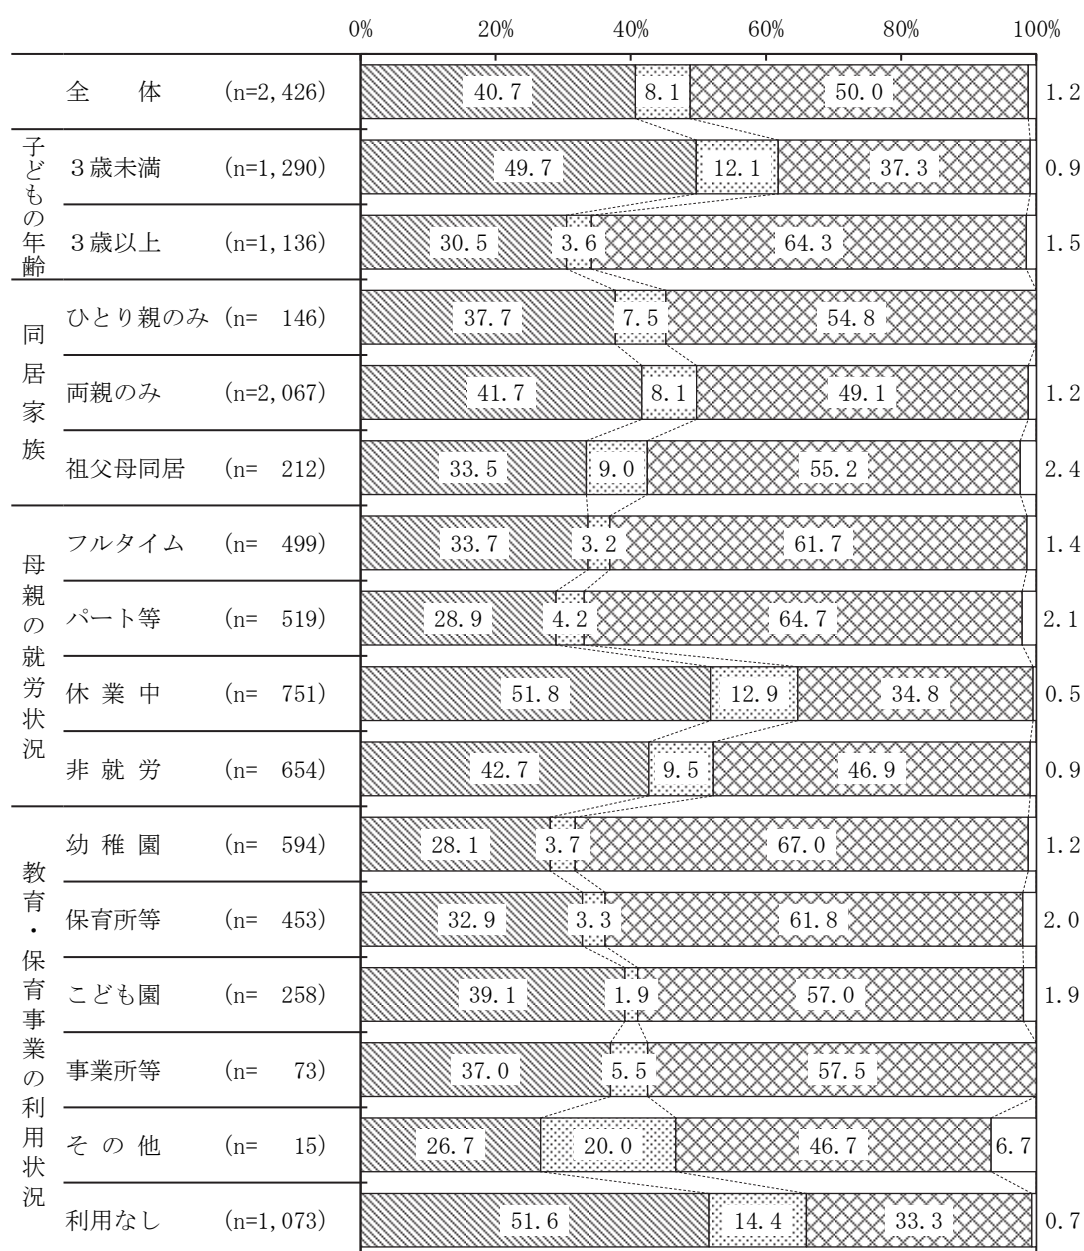 0% 20% 40% 60% 80% 100%
全 体 (n=2,426) 40.7 8.1 50.0 1.2
子どもの年齢
3歳未満 (n=1,290) 49.7 12.1 37.3 0.9
3歳以上 (n=1,136) 30.5 3.6 64.3 1.5
同居家族
ひとり親のみ (n= 146) 37.7 7.5 54.8
両親のみ (n=2,067) 41.7 8.1 49.1 1.2
祖父母同居 (n= 212) 33.5 9.0 55.2 2.4
母親の就労状況
フルタイム (n= 499) 33.7 3.2 61.7 1.4
パート等 (n= 519) 28.9 4.2 64.7 2.1
休 業 中 (n= 751) 51.8 12.9 34.8 0.5
非 就 労 (n= 654) 42.7 9.5 46.9 0.9
教育・保育事業の利用状況
幼 稚 園 (n= 594) 28.1 3.7 67.0 1.2
保育所等 (n= 453) 32.9 3.3 61.8 2.0
こども園 (n= 258) 39.1 1.9 57.0 1.9
事業所等 (n= 73) 37.0 5.5 57.5
そ の 他 (n= 15) 26.7 20.0 46.7 6.7
利用なし (n=1,073) 51.6 14.4 33.3 0.7